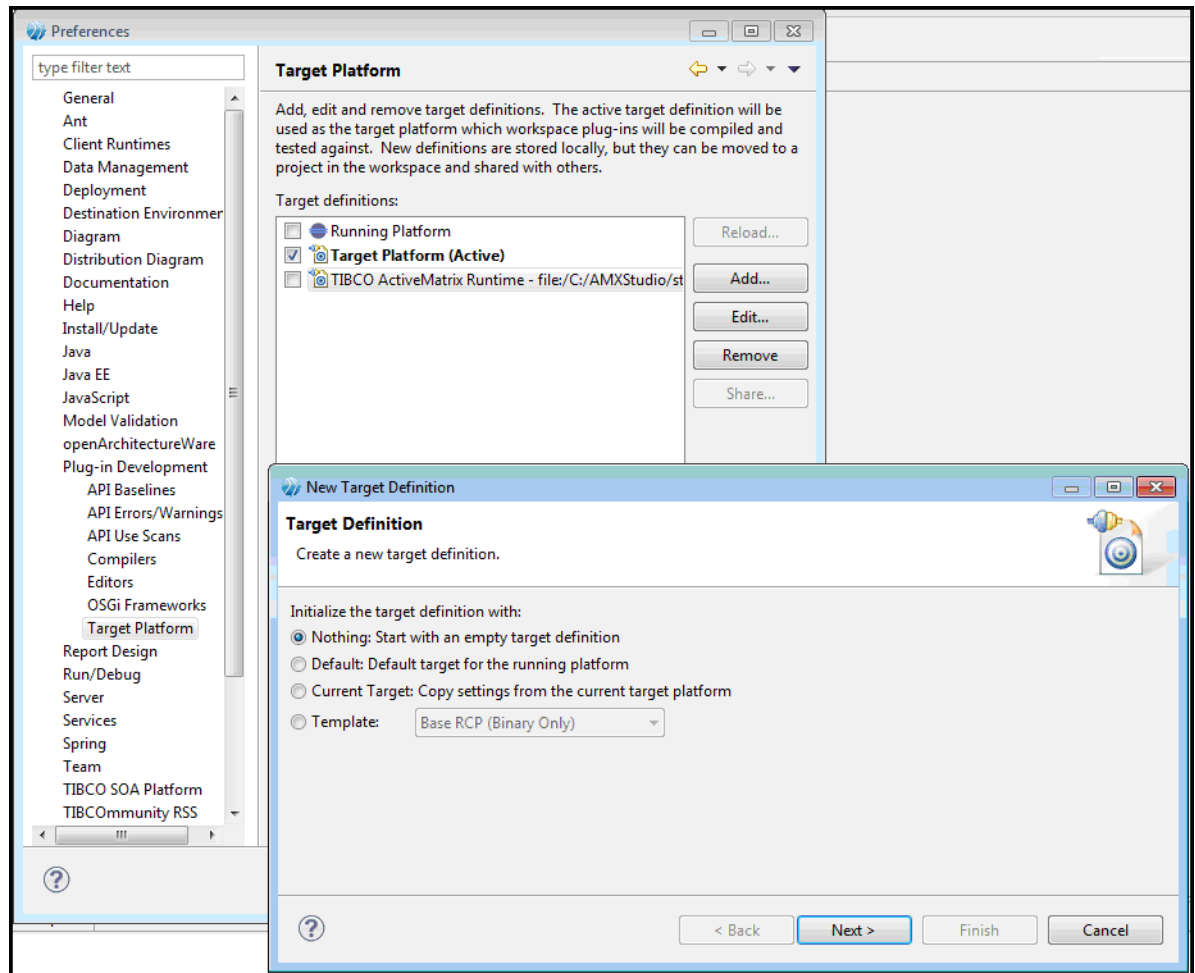 Preferences
type filter text
General
Ant
Client Runtimes
Data Management
Deployment
Destination Environmen
Diagram
Distribution Diagram
Documentation
Help
Install/Update
Java
Java EE
JavaScript
Model Validation
openArchitectureWare
Plug-in Development
API Baselines
API Errors/Warnings
API Use Scans
Compilers
Editors
OSGi Frameworks
Target Platform
Report Design
Run/Debug
Server
Services
Spring
Team
TIBCO SOA Platform
TIBCOmmunity RSS
Target Platform
Add, edit and remove target definitions. The active target definition will be
used as the target platform which workspace plug-ins will be compiled and
tested against. New definitions are stored locally, but they can be moved to a
project in the workspace and shared with others.
Target definitions:
Running Platform
Target Platform (Active)
TIBCO ActiveMatrix Runtime - file:/C:/AMXStudio/st
Reload...
Add...
Edit...
Remove
Share...
New Target Definition
Target Definition
Create a new target definition.
Initialize the target definition with:
Nothing: Start with an empty target definition
Default: Default target for the running platform
Current Target: Copy settings from the current target platform
Template: Base RCP (Binary Only)
< Back Next > Finish Cancel